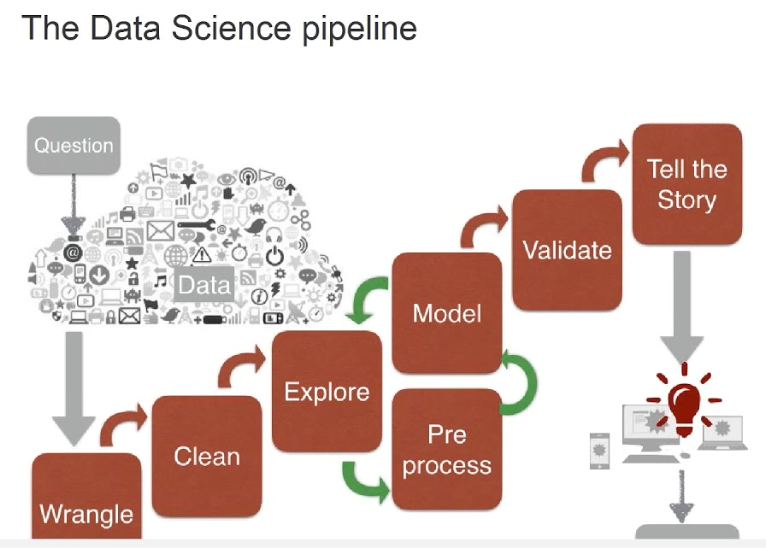 The Data Science pipeline
Question
Data
Wrangle
Clean
Explore
Pre
process
Model
Validate
Tell the
Story